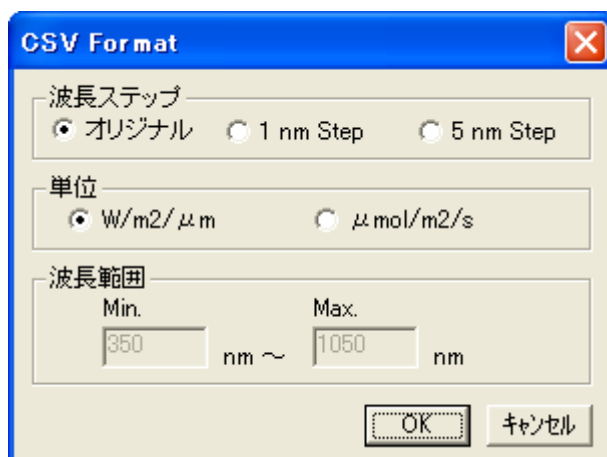 CSV Format
波長ステップ
オリジナル 1 nm Step 5 nm Step
単位
W/m2/μm μmol/m2/s
波長範囲
Min. Max.
350 nm ～ 1050 nm
OK キャンセル